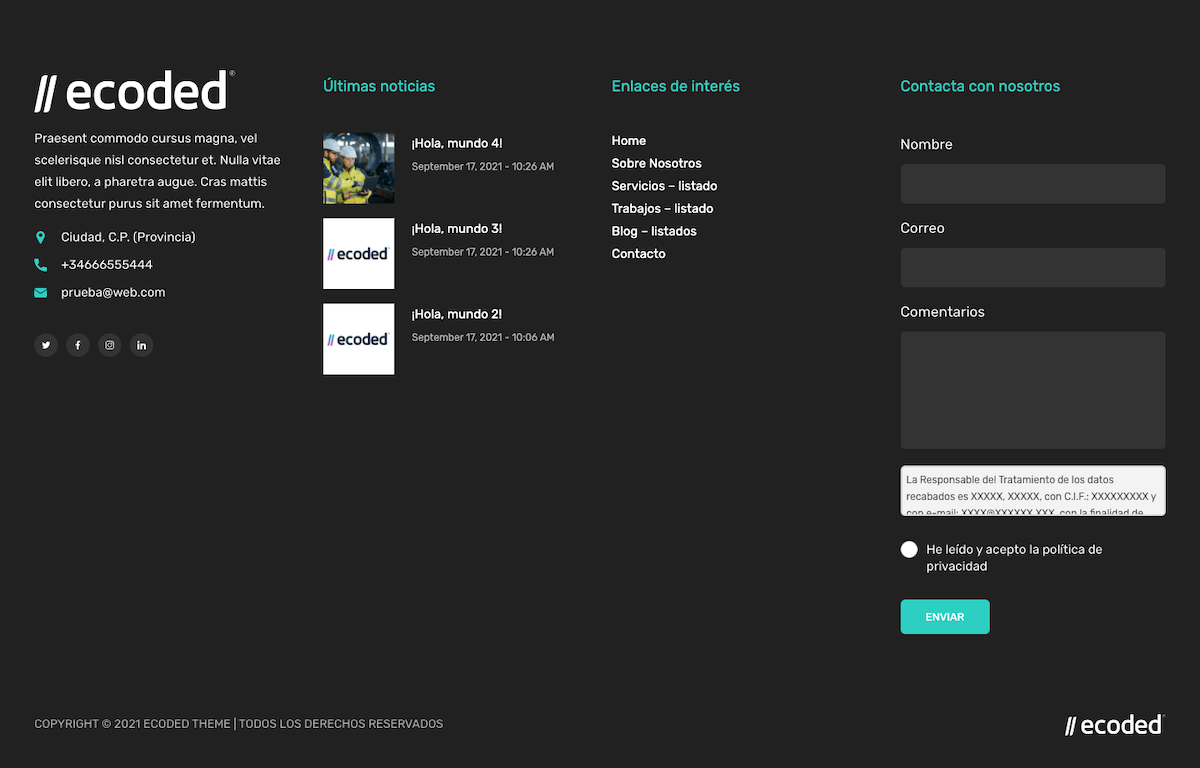 ecoded
Praesent commodo cursus magna, vel
scelerisque nisl consectetur et. Nulla vitae
elit libero, a pharetra augue. Cras mattis
consectetur purus sit amet fermentum.
Ciudad, C.P. (Provincia)
+34666555444
prueba@web.com
Últimas noticias
¡Hola, mundo 4!
September 17, 2021 - 10:26 AM
ecoded
¡Hola, mundo 3!
September 17, 2021 - 10:26 AM
ecoded
¡Hola, mundo 2!
September 17, 2021 - 10:06 AM
Enlaces de interés
Home
Sobre Nosotros
Servicios – listado
Trabajos – listado
Blog – listados
Contacto
Contacta con nosotros
Nombre
Correo
Comentarios
La Responsable del Tratamiento de los datos
recabados es XXXXX, XXXXX, con C.I.F.: XXXXXXXXX y
con e-mail: XXXX@XXXXXX.XXX, con la finalidad de
He leído y acepto la política de
privacidad
ENVIAR
COPYRIGHT © 2021 ECODED THEME | TODOS LOS DERECHOS RESERVADOS
ecoded